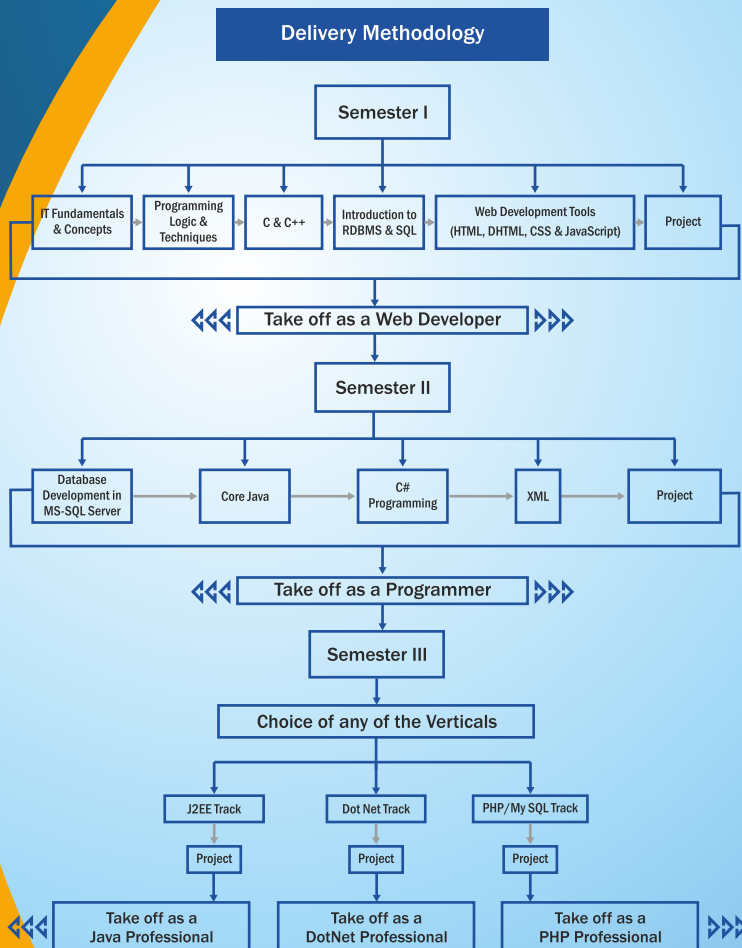 Delivery Methodology
Semester I
IT Fundamentals
& Concepts
Programming
Logic &
Techniques
C & C++
Introduction to
RDBMS & SQL
Web Development Tools
(HTML, DHTML, CSS & JavaScript)
Project
Take off as a Web Developer
Semester II
Database
Development in
MS-SQL Server
Core Java
C#
Programming
XML
Project
Take off as a Programmer
Semester III
Choice of any of the Verticals
J2EE Track
Dot Net Track
PHP/My SQL Track
Project
Project
Project
Take off as a
Java Professional
Take off as a
DotNet Professional
Take off as a
PHP Professional